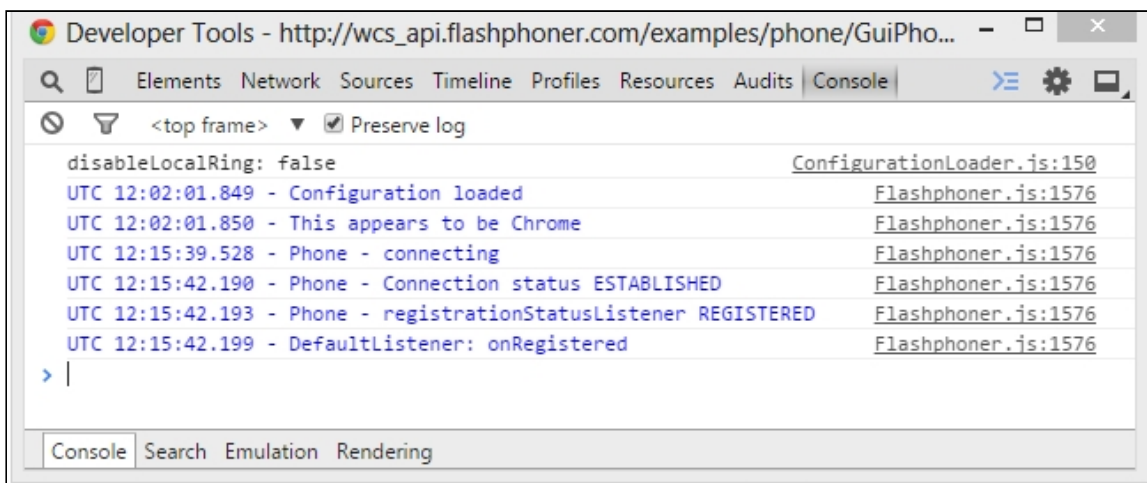 Developer Tools - http://wcs_api.flashphoner.com/examples/phone/GuiPho...
Elements Network Sources Timeline Profiles Resources Audits Console
<top frame> ▼ Preserve log
disableLocalRing: false ConfigurationLoader.js:150
UTC 12:02:01.849 - Configuration loaded Flashphoner.js:1576
UTC 12:02:01.850 - This appears to be Chrome Flashphoner.js:1576
UTC 12:15:39.528 - Phone - connecting Flashphoner.js:1576
UTC 12:15:42.190 - Phone - Connection status ESTABLISHED Flashphoner.js:1576
UTC 12:15:42.193 - Phone - registrationStatusListener REGISTERED Flashphoner.js:1576
UTC 12:15:42.199 - DefaultListener: onRegistered Flashphoner.js:1576
>
Console Search Emulation Rendering